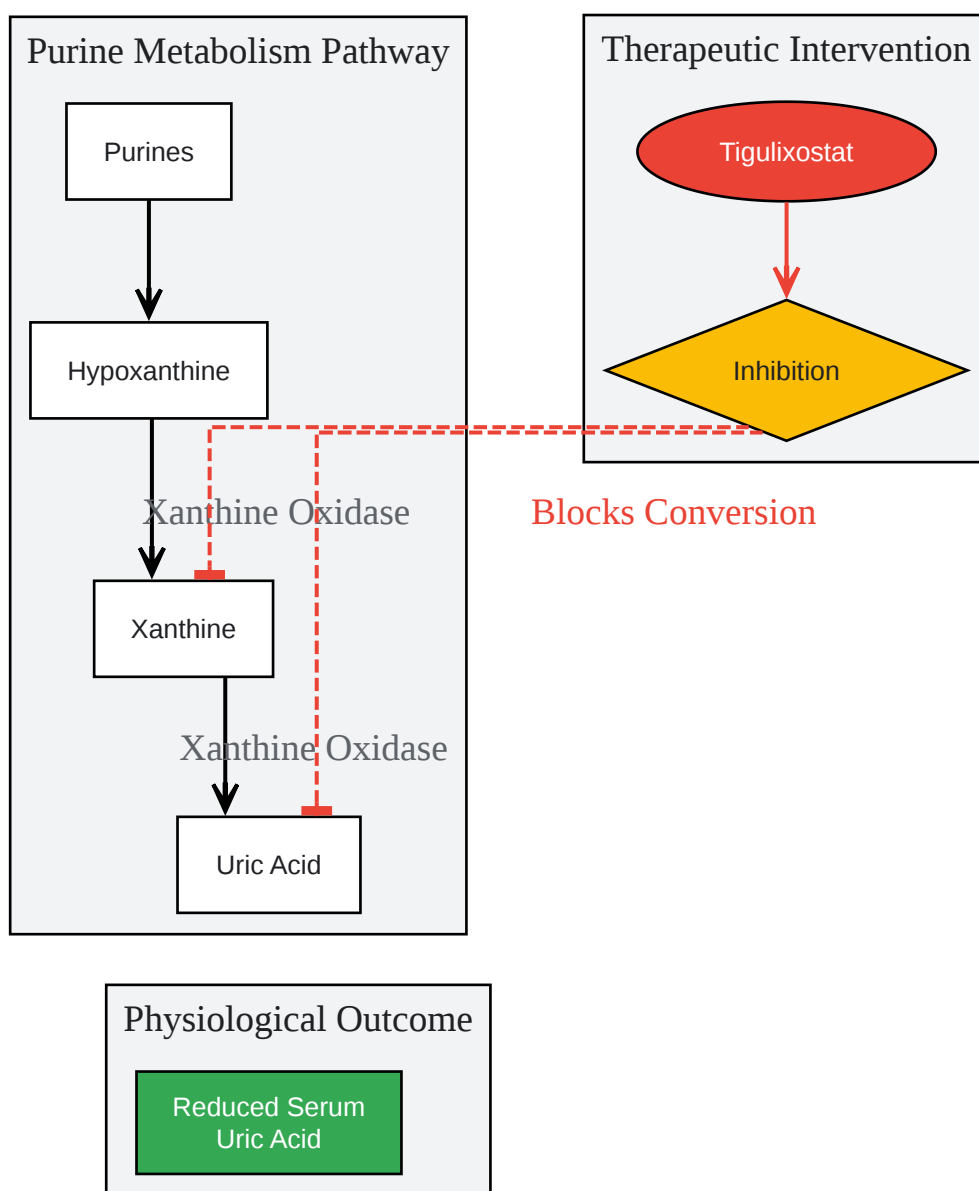 Purine Metabolism Pathway
Purines
Hypoxanthine
Xanthine Oxidase
Xanthine
Xanthine Oxidase
Uric Acid
Therapeutic Intervention
Tigulixostat
Inhibition
Blocks Conversion
Physiological Outcome
Reduced Serum
Uric Acid